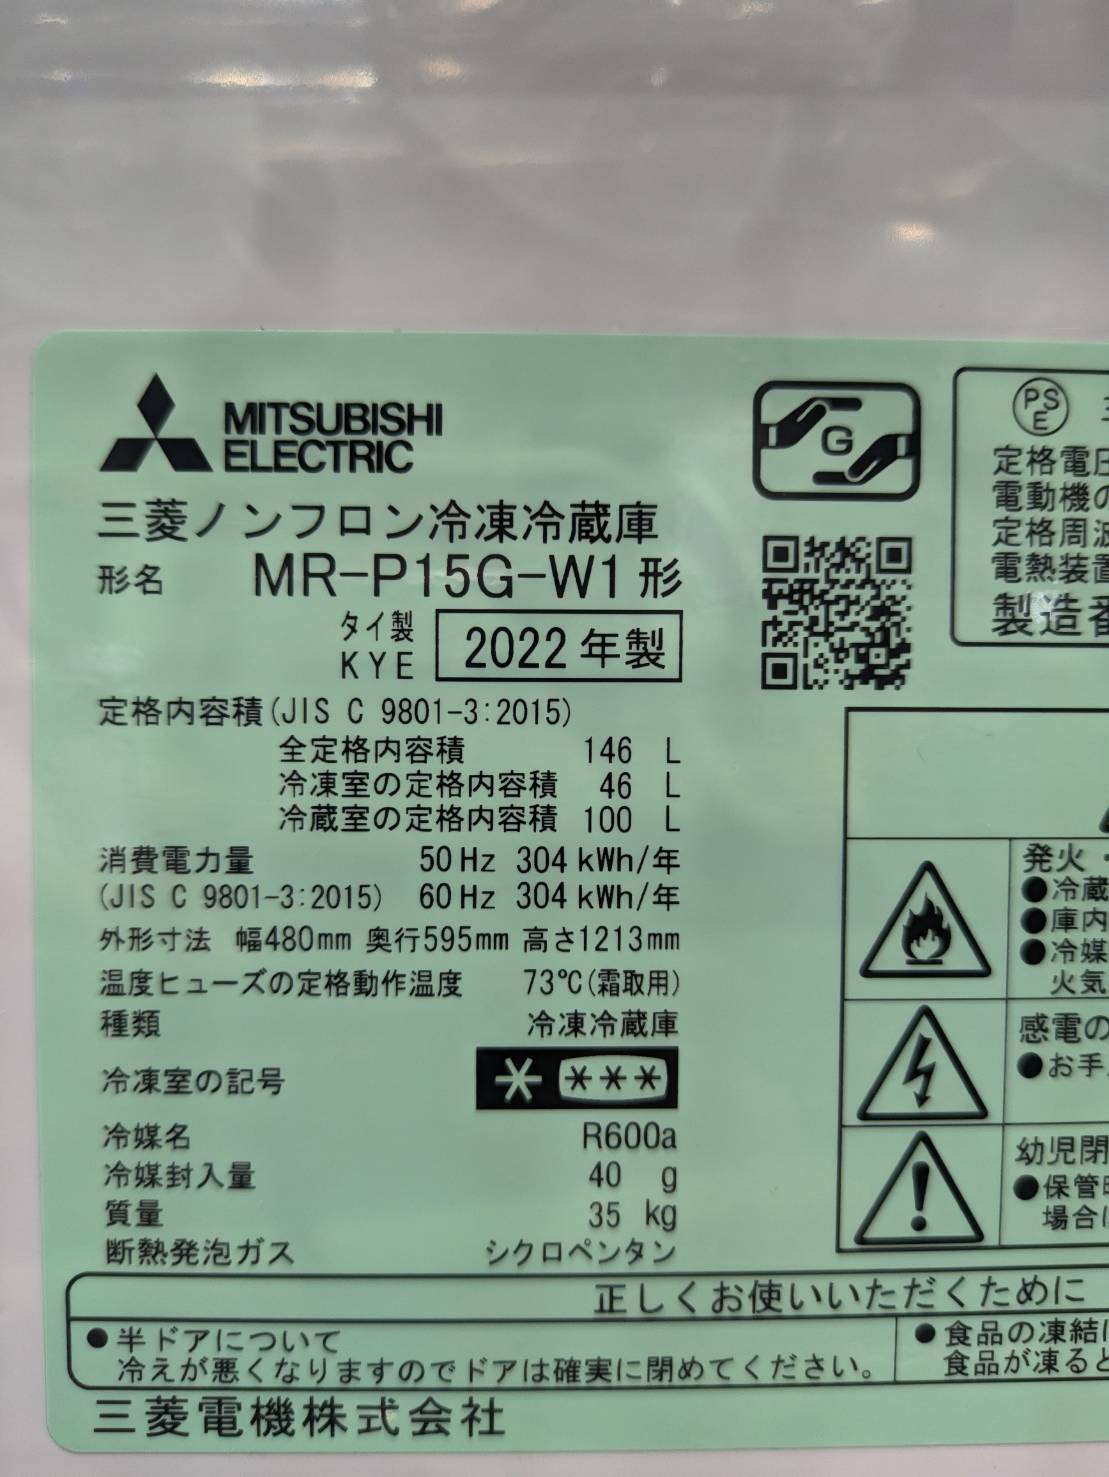 MITSUBISHI
ELECTRIC
三菱ノンフロン冷凍冷蔵庫
形名 MR-P15G-W1形
タイ製
KYE 2022年製
定格内容積(JIS C 9801-3:2015)
全定格内容積 146 L
冷凍室の定格内容積 46 L
冷蔵室の定格内容積 100 L
消費電力量 50Hz 304kWh/年
(JIS C 9801-3:2015) 60Hz 304kWh/年
外形寸法 幅480mm 奥行595mm 高さ1213mm
温度ヒューズの定格動作温度 73℃(霜取用)
種類 冷凍冷蔵庫
冷凍室の記号
冷媒名 R600a
冷媒封入量 40 g
質量 35 kg
断熱発泡ガス シクロペンタン
G
PS
E
定格電圧
電動機の
定格周波
電熱装置
製造番
発火・
●冷蔵
●庫内
●冷媒
火気
感電の
●お手
幼児閉
●保管時
場合は
正しくお使いいただくために
●半ドアについて
冷えが悪くなりますのでドアは確実に閉めてください。
●食品の凍結に
食品が凍ると
三菱電機株式会社